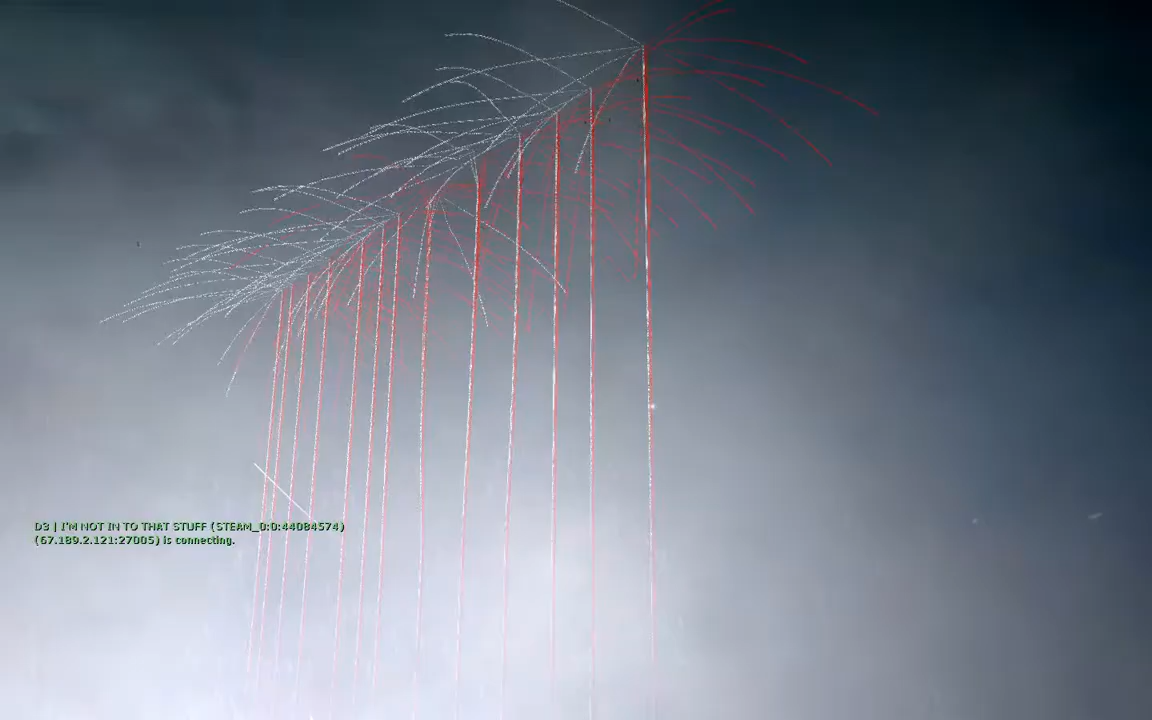 D3 | I'M NOT IN TO THAT STUFF (STEAM_0:0:44084574)
(67.189.2.121:27005) is connecting.